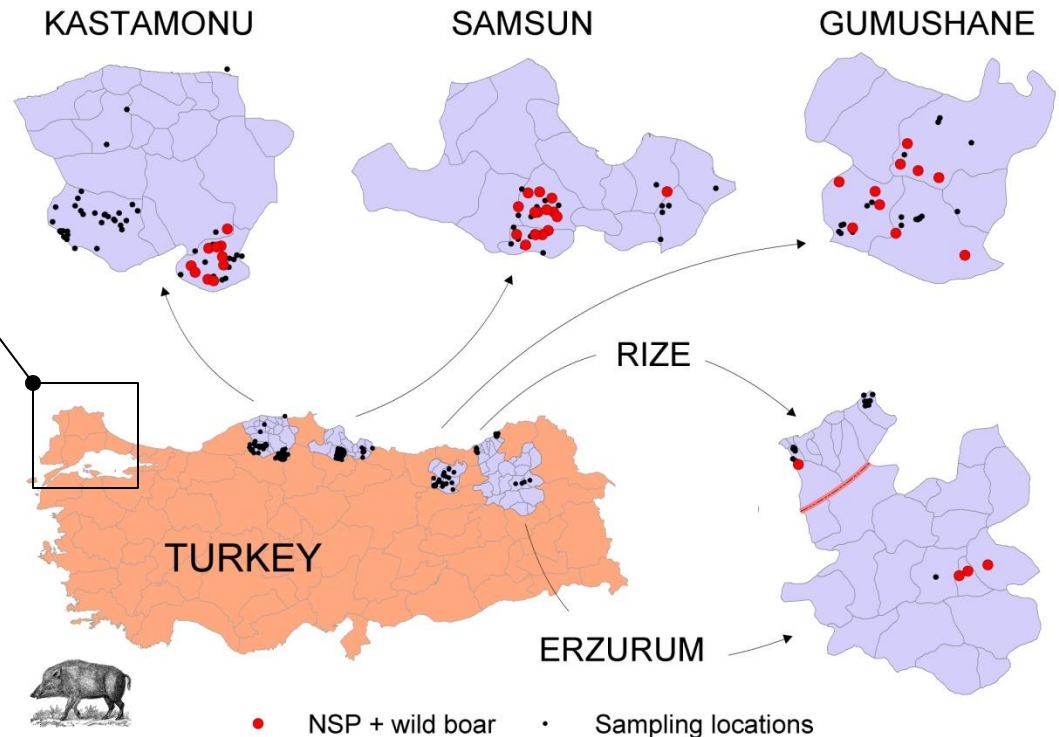 KASTAMONU
SAMSUN
GUMUSHANE
RIZE
TURKEY
ERZURUM
NSP + wild boar
Sampling locations